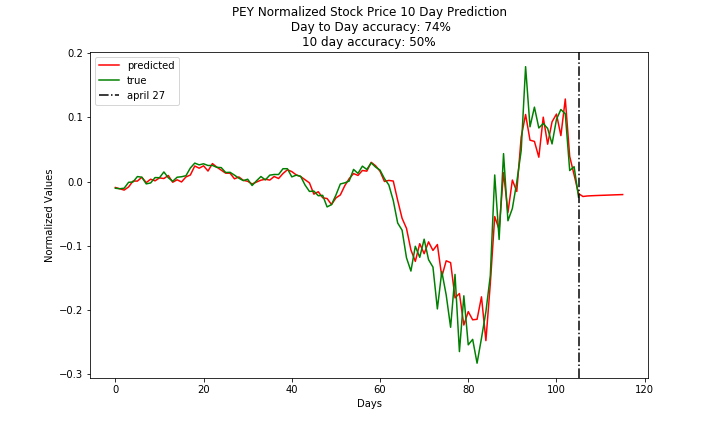 PEY Normalized Stock Price 10 Day Prediction
Day to Day accuracy: 74%
10 day accuracy: 50%
predicted
true
april 27
0.2
0.1
0.0
−0.1
−0.2
−0.3
Normalized Values
0 20 40 60 80 100 120
Days